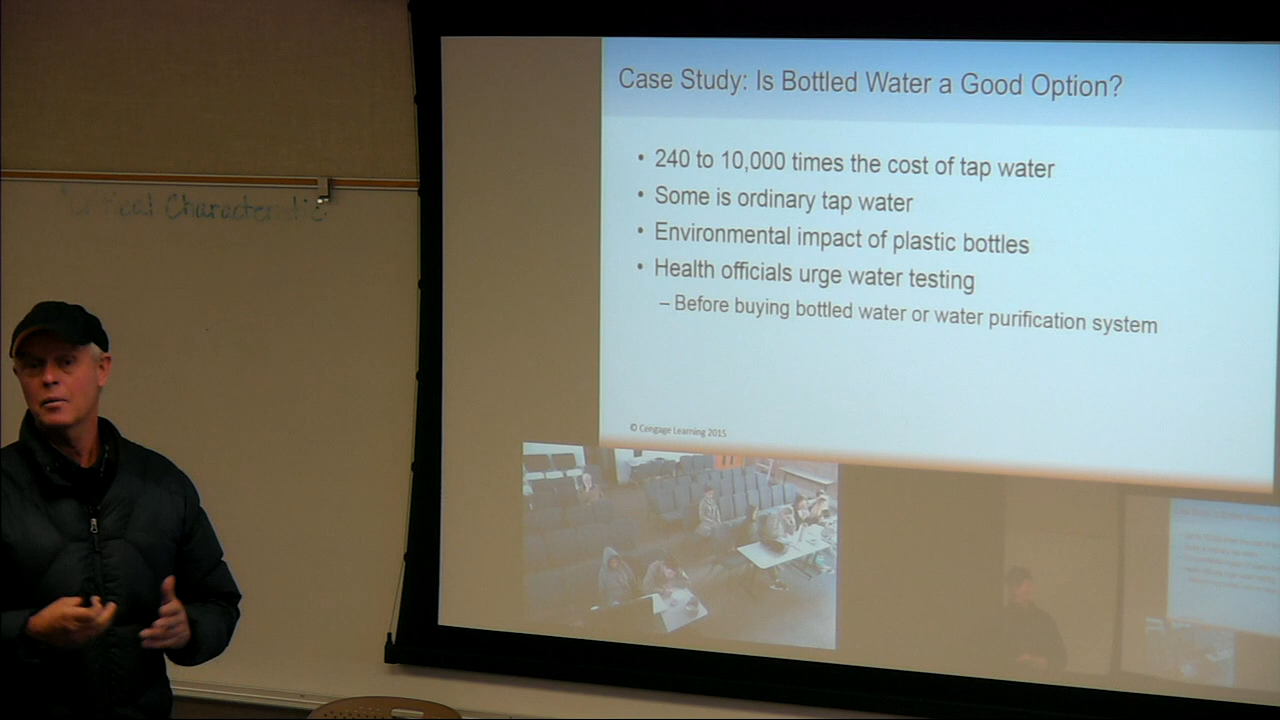 Critical Characteristic
Case Study: Is Bottled Water a Good Option?
• 240 to 10,000 times the cost of tap water
• Some is ordinary tap water
• Environmental impact of plastic bottles
• Health officials urge water testing
– Before buying bottled water or water purification system
© Cengage Learning 2015